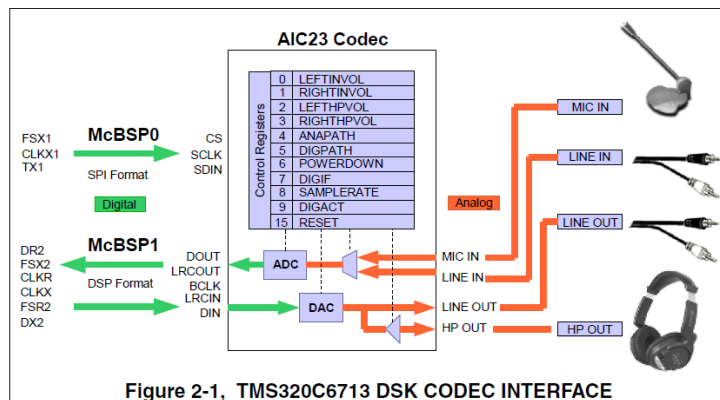 AIC23 Codec
Control Registers
0 LEFTINVOL
1 RIGHTINVOL
2 LEFTHPVOL
3 RIGHTHPVOL
4 ANAPATH
5 DIGPATH
6 POWERDOWN
7 DIGIF
8 SAMPLERATE
9 DIGACT
15 RESET
McBSP0
FSX1
CLKX1
TX1
SPI Format
CS
SCLK
SDIN
Digital
McBSP1
DR2
FSX2
CLKR
CLKX
FSR2
DX2
DSP Format
DOUT
LRCOUT
BCLK
LRCIN
DIN
ADC
DAC
Analog
MIC IN
LINE IN
LINE OUT
HP OUT
MIC IN
LINE IN
LINE OUT
HP OUT
Figure 2-1, TMS320C6713 DSK CODEC INTERFACE